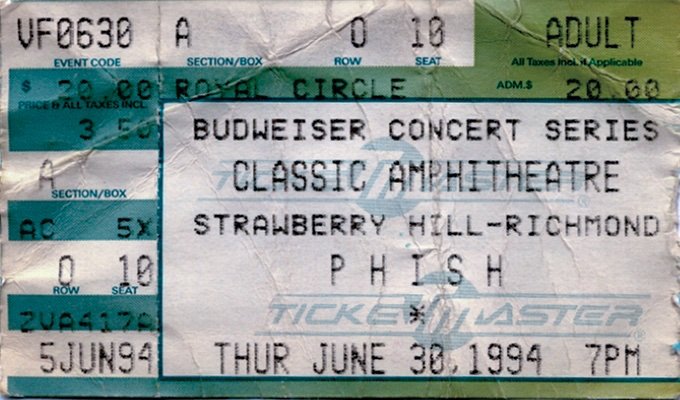 VF0630 A O 10 ADULT
EVENT CODE SECTION/BOX ROW SEAT All Taxes Incl. if Applicable
$ 20.00 ROYAL CIRCLE ADM.$ 20.00
PRICE & ALL TAXES INCL
3.50 BUDWEISER CONCERT SERIES
A CLASSIC AMPHITHEATRE
SECTION/BOX
AC 5X STRAWBERRY HILL-RICHMOND
O 10 PHISH
ROW SEAT
TICKETMASTER
ZVA417A *
5JUN94 THUR JUNE 30,1994 7PM